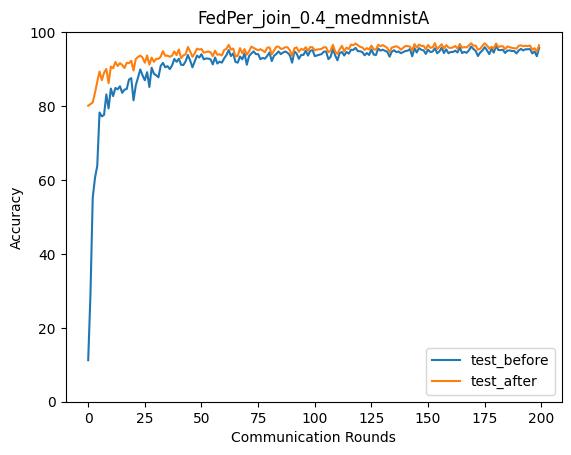 FedPer_join_0.4_medmnistA
100
80
60
40
20
0
Accuracy
0 25 50 75 100 125 150 175 200
Communication Rounds
test_before
test_after